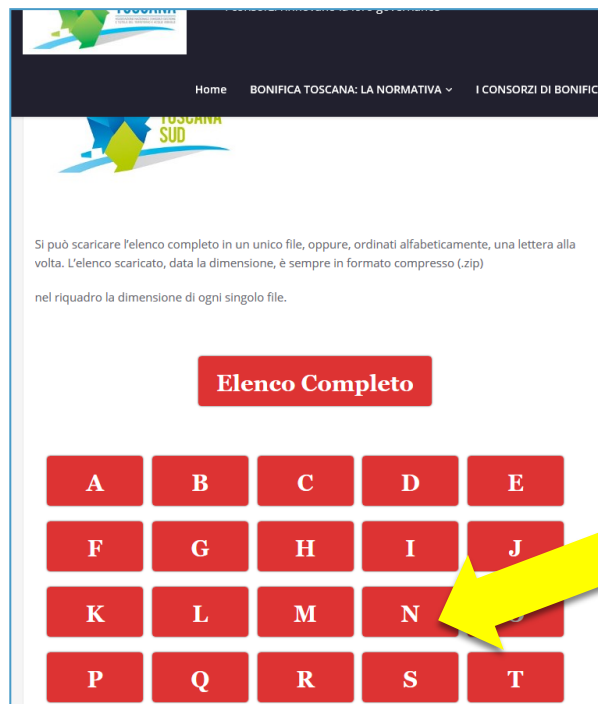 TOSCANA
Home BONIFICA TOSCANA: LA NORMATIVA I CONSORZI DI BONIFIC
TOSCANA
SUD
Si può scaricare l'elenco completo in un unico file, oppure, ordinati alfabeticamente, una lettera alla
volta. L'elenco scaricato, data la dimensione, è sempre in formato compresso (.zip)
nel riquadro la dimensione di ogni singolo file.
Elenco Completo
A B C D E
F G H I J
K L M N
P Q R S T